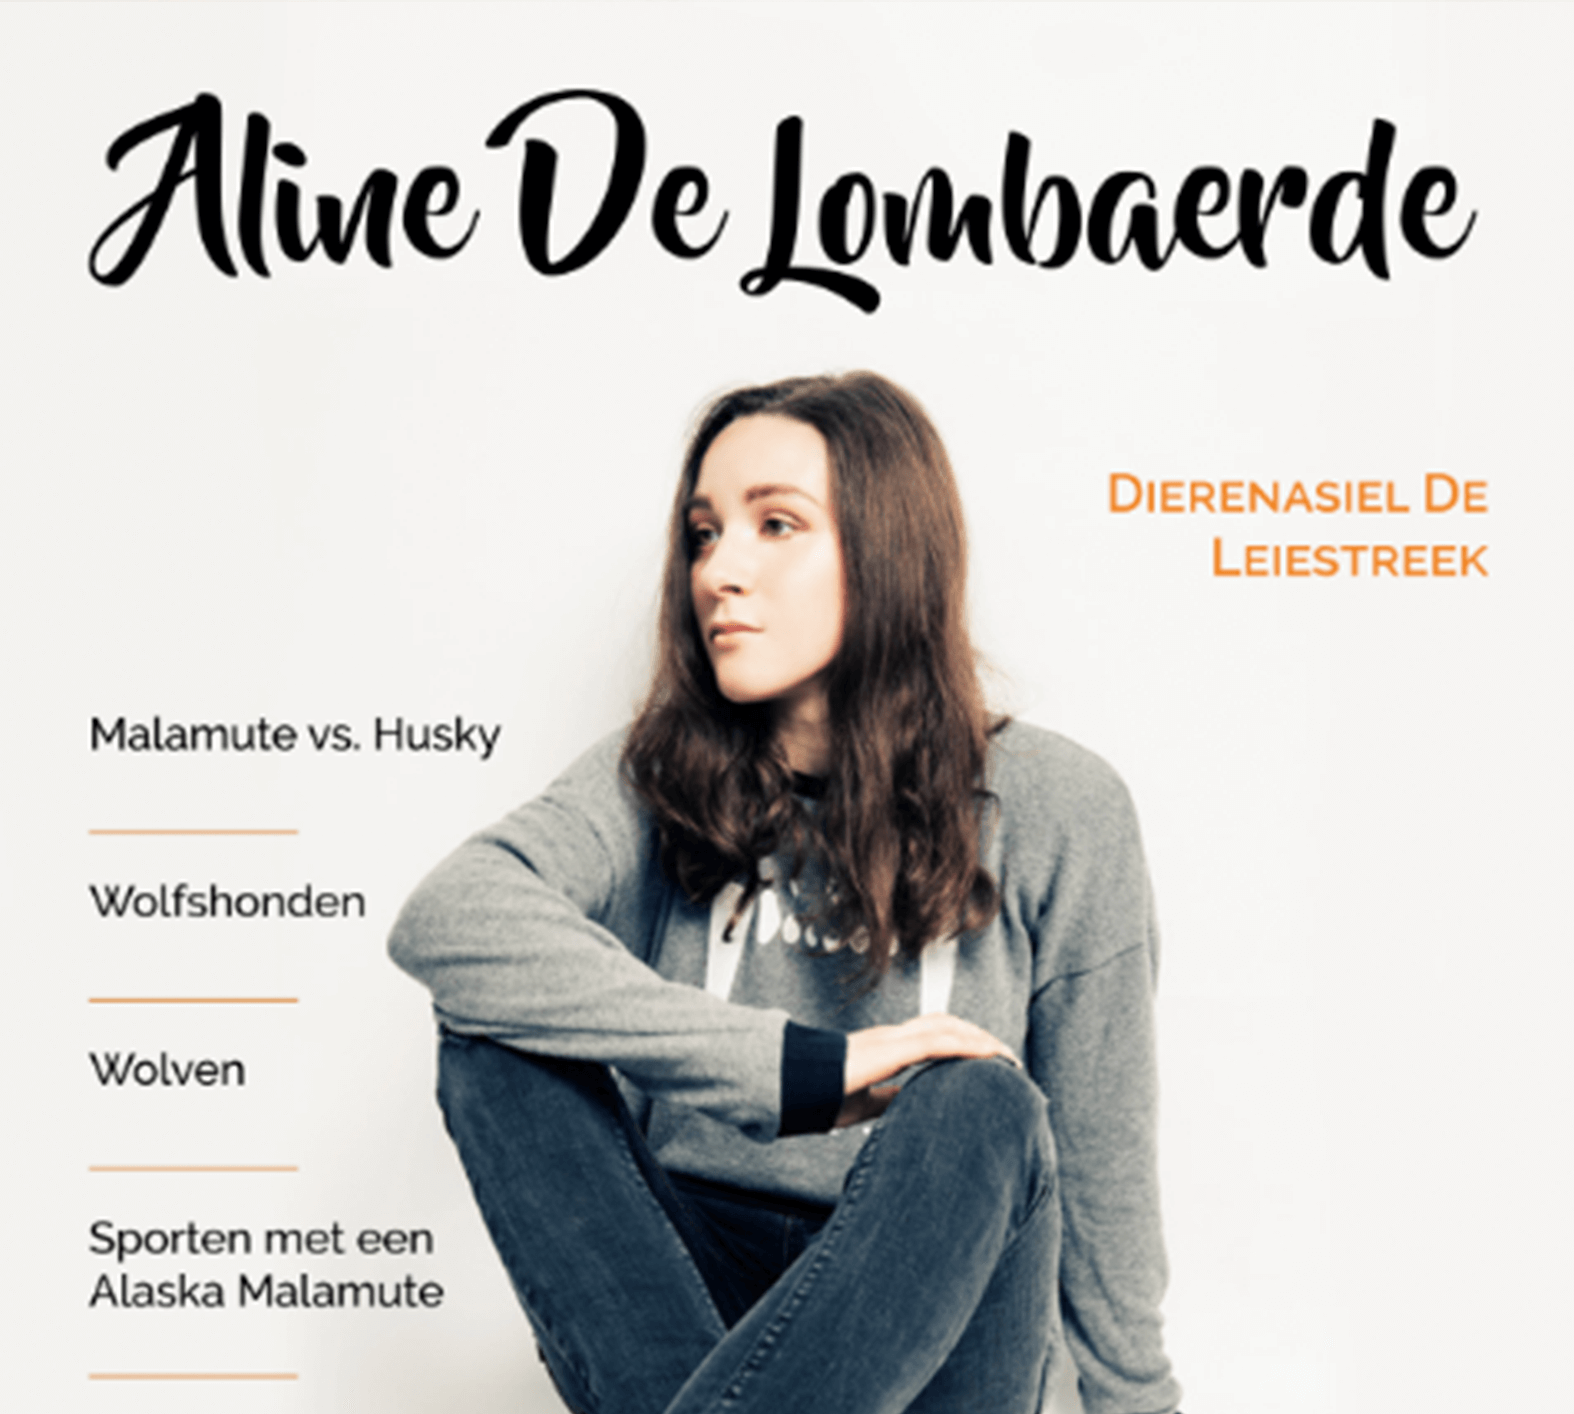 Aline De Lombaerde
Dierenasiel De
Leiestreek
Malamute vs. Husky
Wolfshonden
Wolven
Sporten met een
Alaska Malamute